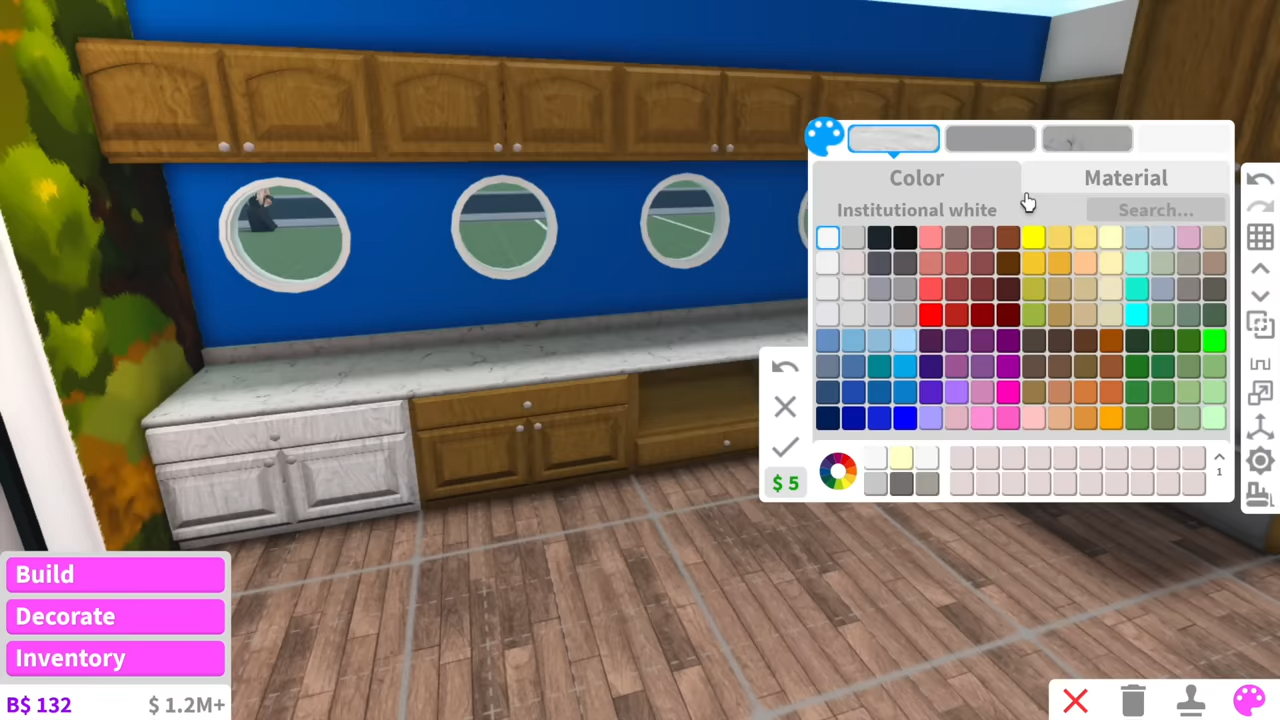 Color
Material
Institutional white
Search...
$ 5
1
Build
Decorate
Inventory
B$ 132
$ 1.2M+